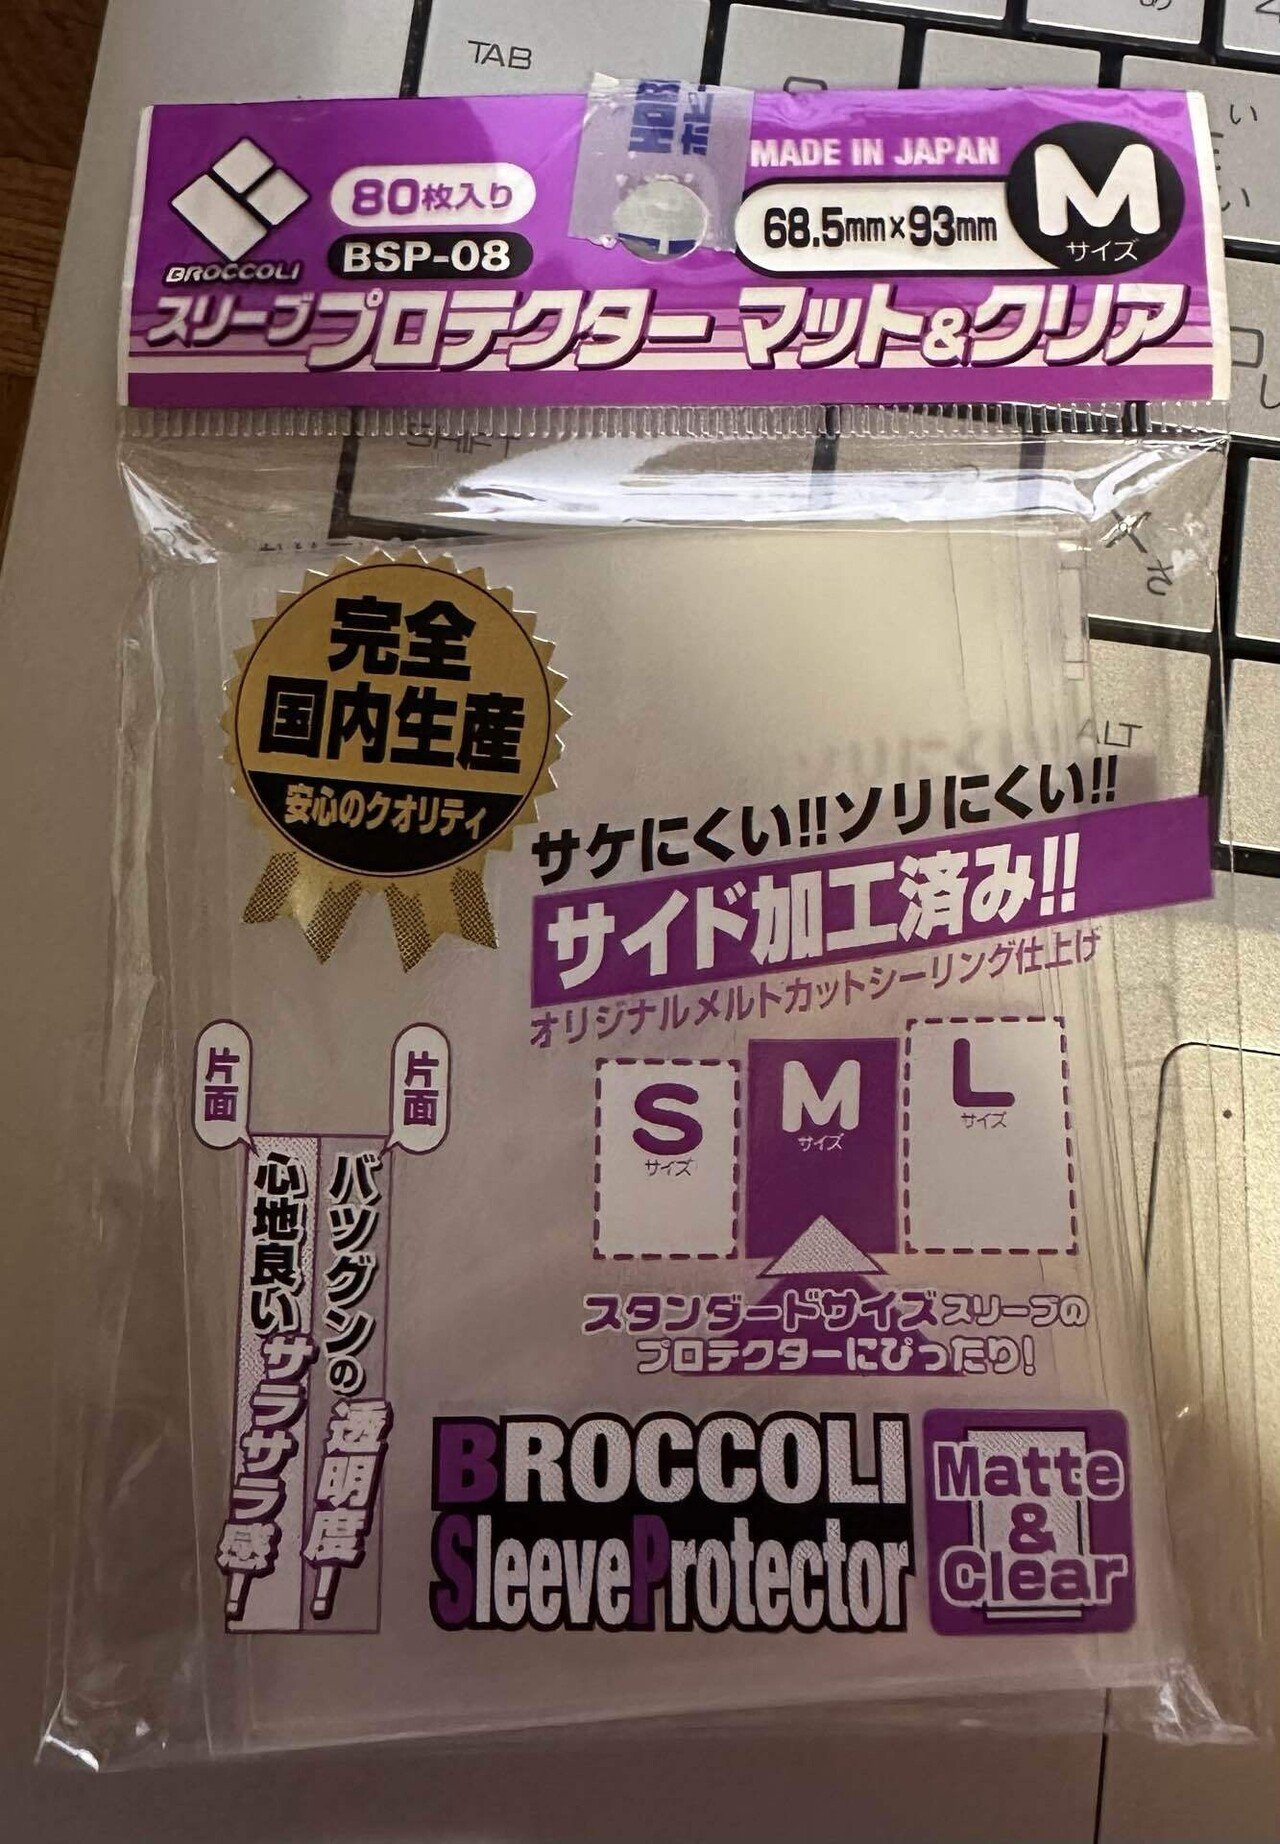 TAB
HOBI
ホビ
BROCCOLI
80枚入り
BSP-08
MADE IN JAPAN
68.5mm×93mm
M
サイズ
スリーブプロテクター マット&クリア
SHIFT
ALT
完全
国内生産
安心のクオリティ
サケにくい!!ソリにくい!!
サイド加工済み!!
オリジナルメルトカットシーリング仕上げ
S
サイズ
M
サイズ
L
サイズ
スタンダードサイズスリーブの
プロテクターにぴったり!
片面
バツグンの透明度!
片面
心地良いサラサラ感!
BROCCOLI
SleeveProtector
Matte
&
Clear